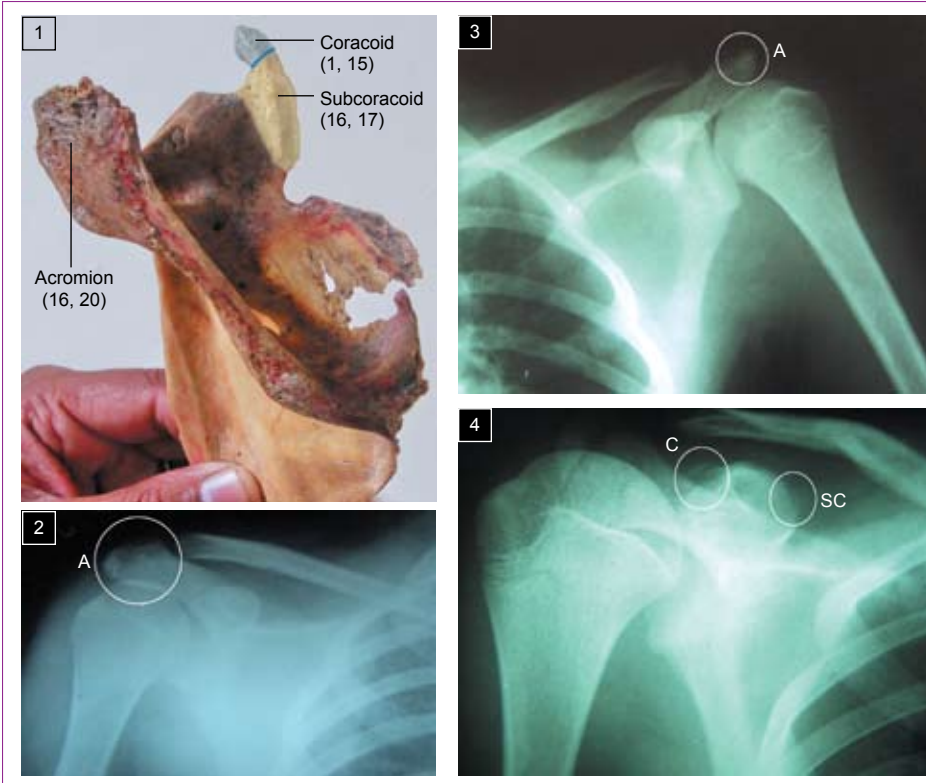 1
Coracoid
(1, 15)
Subcoracoid
(16, 17)
Acromion
(16, 20)
2
A
3
A
4
C
SC